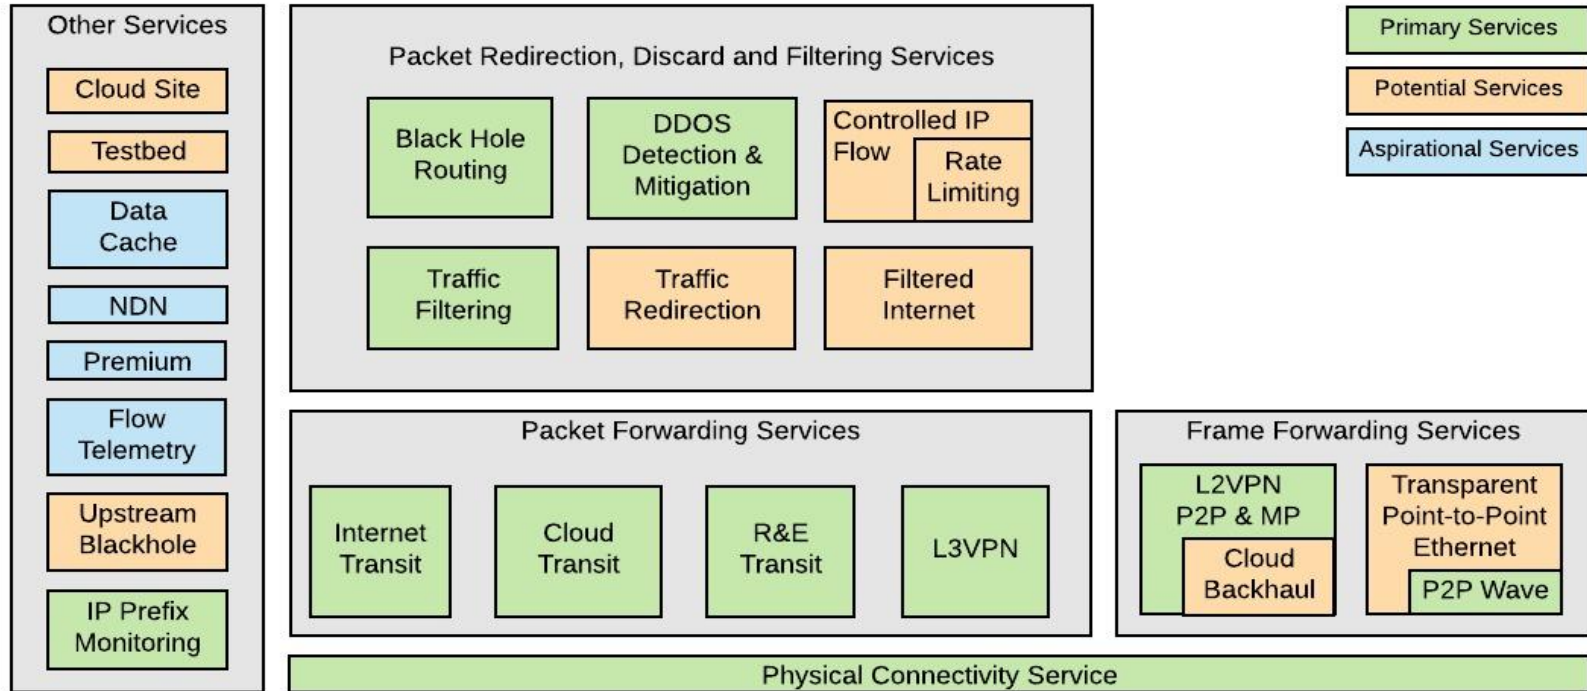 Other Services
Cloud Site
Testbed
Data
Cache
NDN
Premium
Flow
Telemetry
Upstream
Blackhole
IP Prefix
Monitoring
Packet Redirection, Discard and Filtering Services
Black Hole
Routing
DDOS
Detection &
Mitigation
Controlled IP
Flow
Rate
Limiting
Traffic
Filtering
Traffic
Redirection
Filtered
Internet
Primary Services
Potential Services
Aspirational Services
Packet Forwarding Services
Internet
Transit
Cloud
Transit
R&E
Transit
L3VPN
Frame Forwarding Services
L2VPN
P2P & MP
Cloud
Backhaul
Transparent
Point-to-Point
Ethernet
P2P Wave
Physical Connectivity Service